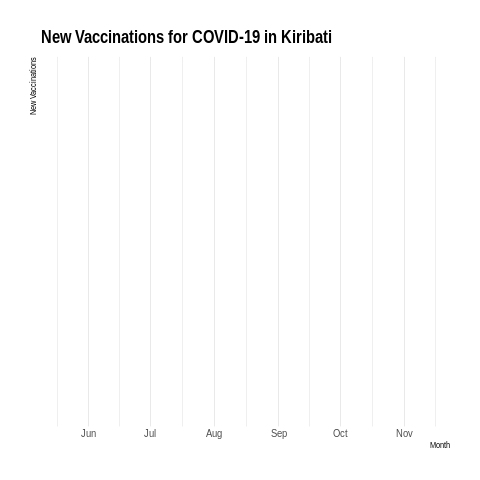 New Vaccinations for COVID-19 in Kiribati
New Vaccinations
Jun Jul Aug Sep Oct Nov
Month